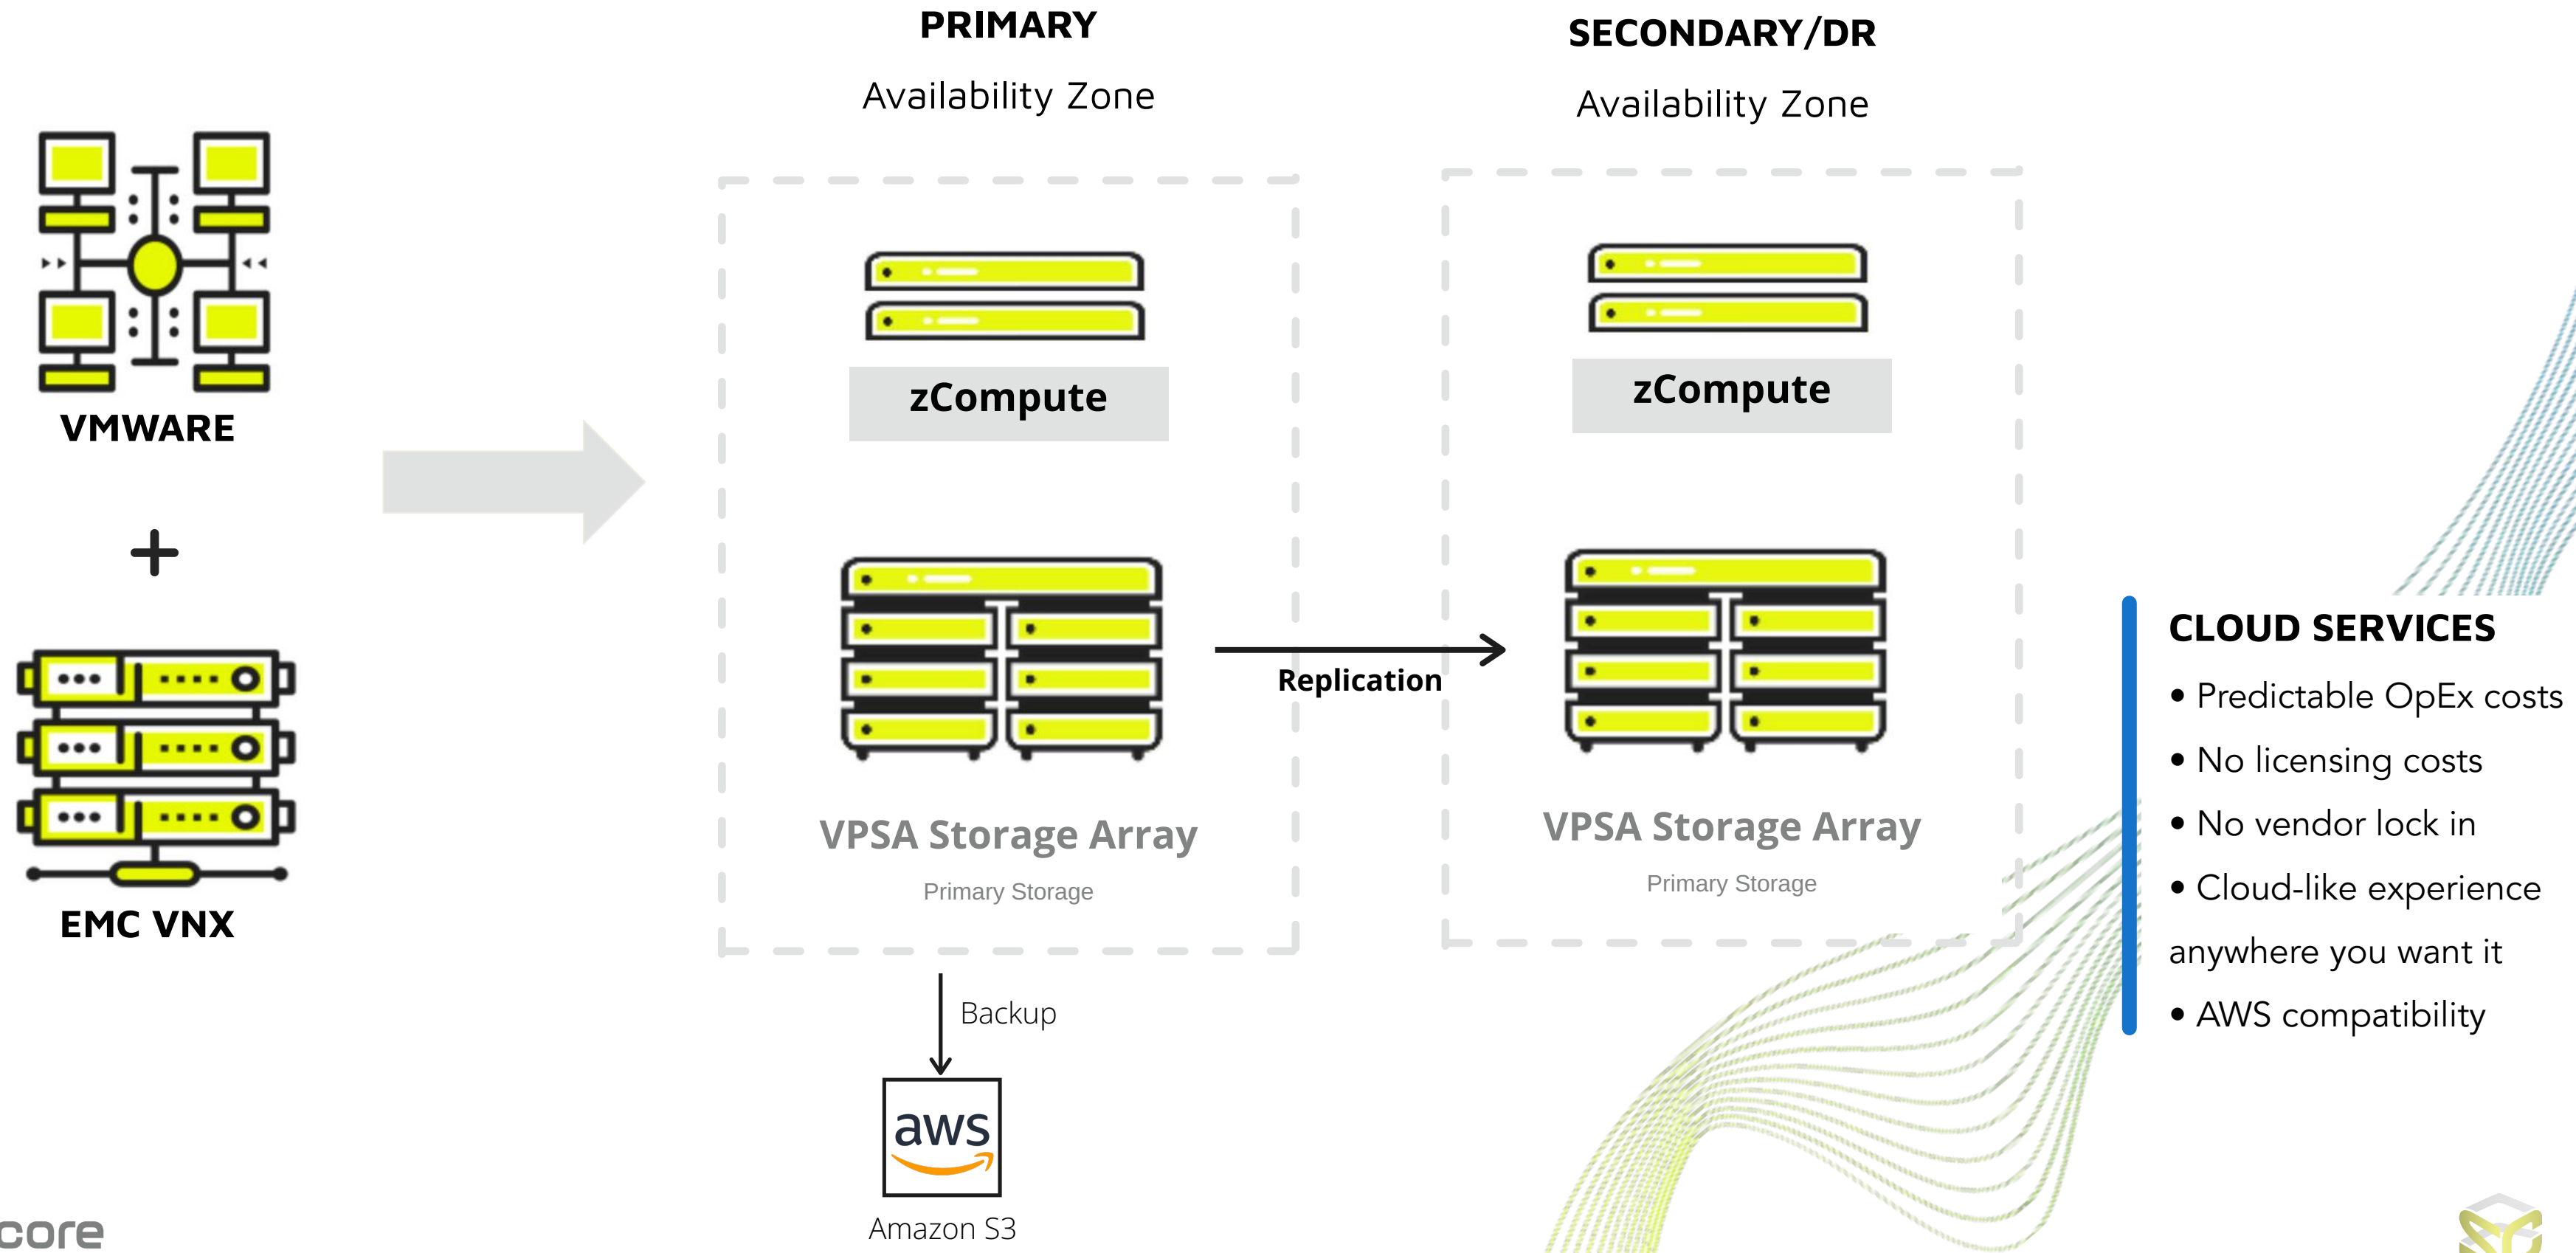 PRIMARY
Availability Zone
SECONDARY/DR
Availability Zone
VMWARE
+
EMC VNX
zCompute
VPSA Storage Array
Primary Storage
Replication
zCompute
VPSA Storage Array
Primary Storage
Backup
aws
Amazon S3
CLOUD SERVICES
• Predictable OpEx costs
• No licensing costs
• No vendor lock in
• Cloud-like experience
anywhere you want it
• AWS compatibility
core